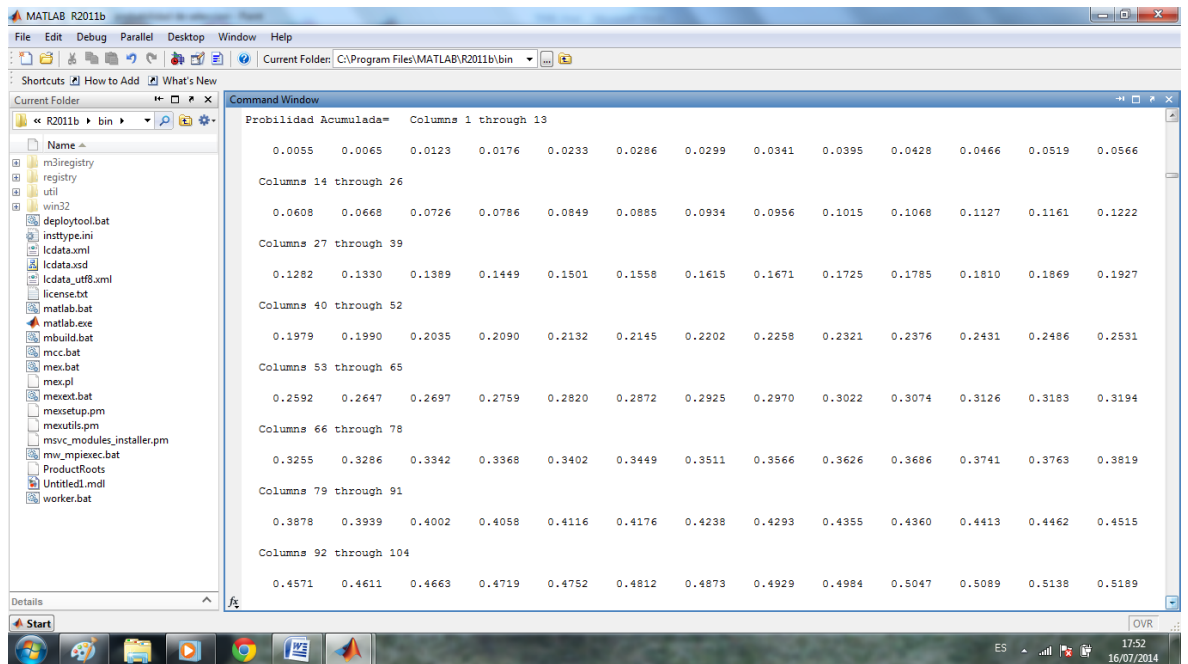 MATLAB R2011b
File Edit Debug Parallel Desktop Window Help
Current Folder: C:\Program Files\MATLAB\R2011b\bin
Shortcuts How to Add What's New
Current Folder
« R2011b bin
Name
m3iregistry
registry
util
win32
deploytool.bat
insttype.ini
lcdata.xml
lcdata.xsd
lcdata_utf8.xml
license.txt
matlab.bat
matlab.exe
mbuild.bat
mcc.bat
mex.bat
mex.pl
mexext.bat
mexsetup.pm
mexutils.pm
msvc_modules_installer.pm
mw_mpiexec.bat
ProductRoots
Untitled1.mdl
worker.bat
Details
Command Window
Probilidad Acumulada= Columns 1 through 13
0.0055 0.0065 0.0123 0.0176 0.0233 0.0286 0.0299 0.0341 0.0395 0.0428 0.0466 0.0519 0.0566
Columns 14 through 26
0.0608 0.0668 0.0726 0.0786 0.0849 0.0885 0.0934 0.0956 0.1015 0.1068 0.1127 0.1161 0.1222
Columns 27 through 39
0.1282 0.1330 0.1389 0.1449 0.1501 0.1558 0.1615 0.1671 0.1725 0.1785 0.1810 0.1869 0.1927
Columns 40 through 52
0.1979 0.1990 0.2035 0.2090 0.2132 0.2145 0.2202 0.2258 0.2321 0.2376 0.2431 0.2486 0.2531
Columns 53 through 65
0.2592 0.2647 0.2697 0.2759 0.2820 0.2872 0.2925 0.2970 0.3022 0.3074 0.3126 0.3183 0.3194
Columns 66 through 78
0.3255 0.3286 0.3342 0.3368 0.3402 0.3449 0.3511 0.3566 0.3626 0.3686 0.3741 0.3763 0.3819
Columns 79 through 91
0.3878 0.3939 0.4002 0.4058 0.4116 0.4176 0.4238 0.4293 0.4355 0.4360 0.4413 0.4462 0.4515
Columns 92 through 104
0.4571 0.4611 0.4663 0.4719 0.4752 0.4812 0.4873 0.4929 0.4984 0.5047 0.5089 0.5138 0.5189
fx
Start
OVR
ES
17:52
16/07/2014